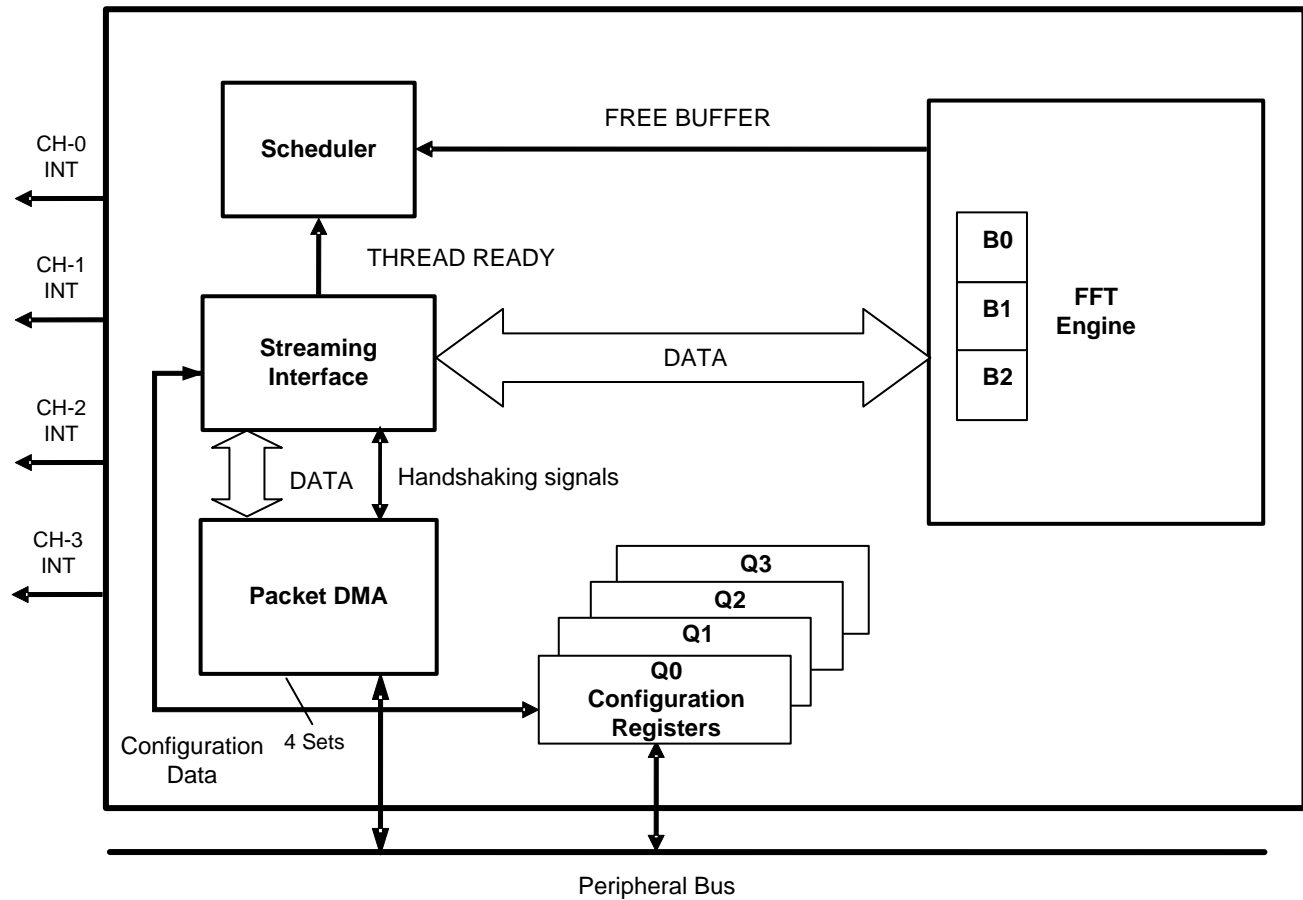 CH-0
INT
CH-1
INT
CH-2
INT
CH-3
INT
Scheduler
FREE BUFFER
THREAD READY
B0
B1
B2
FFT
Engine
Streaming
Interface
DATA
DATA
Handshaking signals
Packet DMA
4 Sets
Configuration
Data
Q3
Q2
Q1
Q0
Configuration
Registers
Peripheral Bus